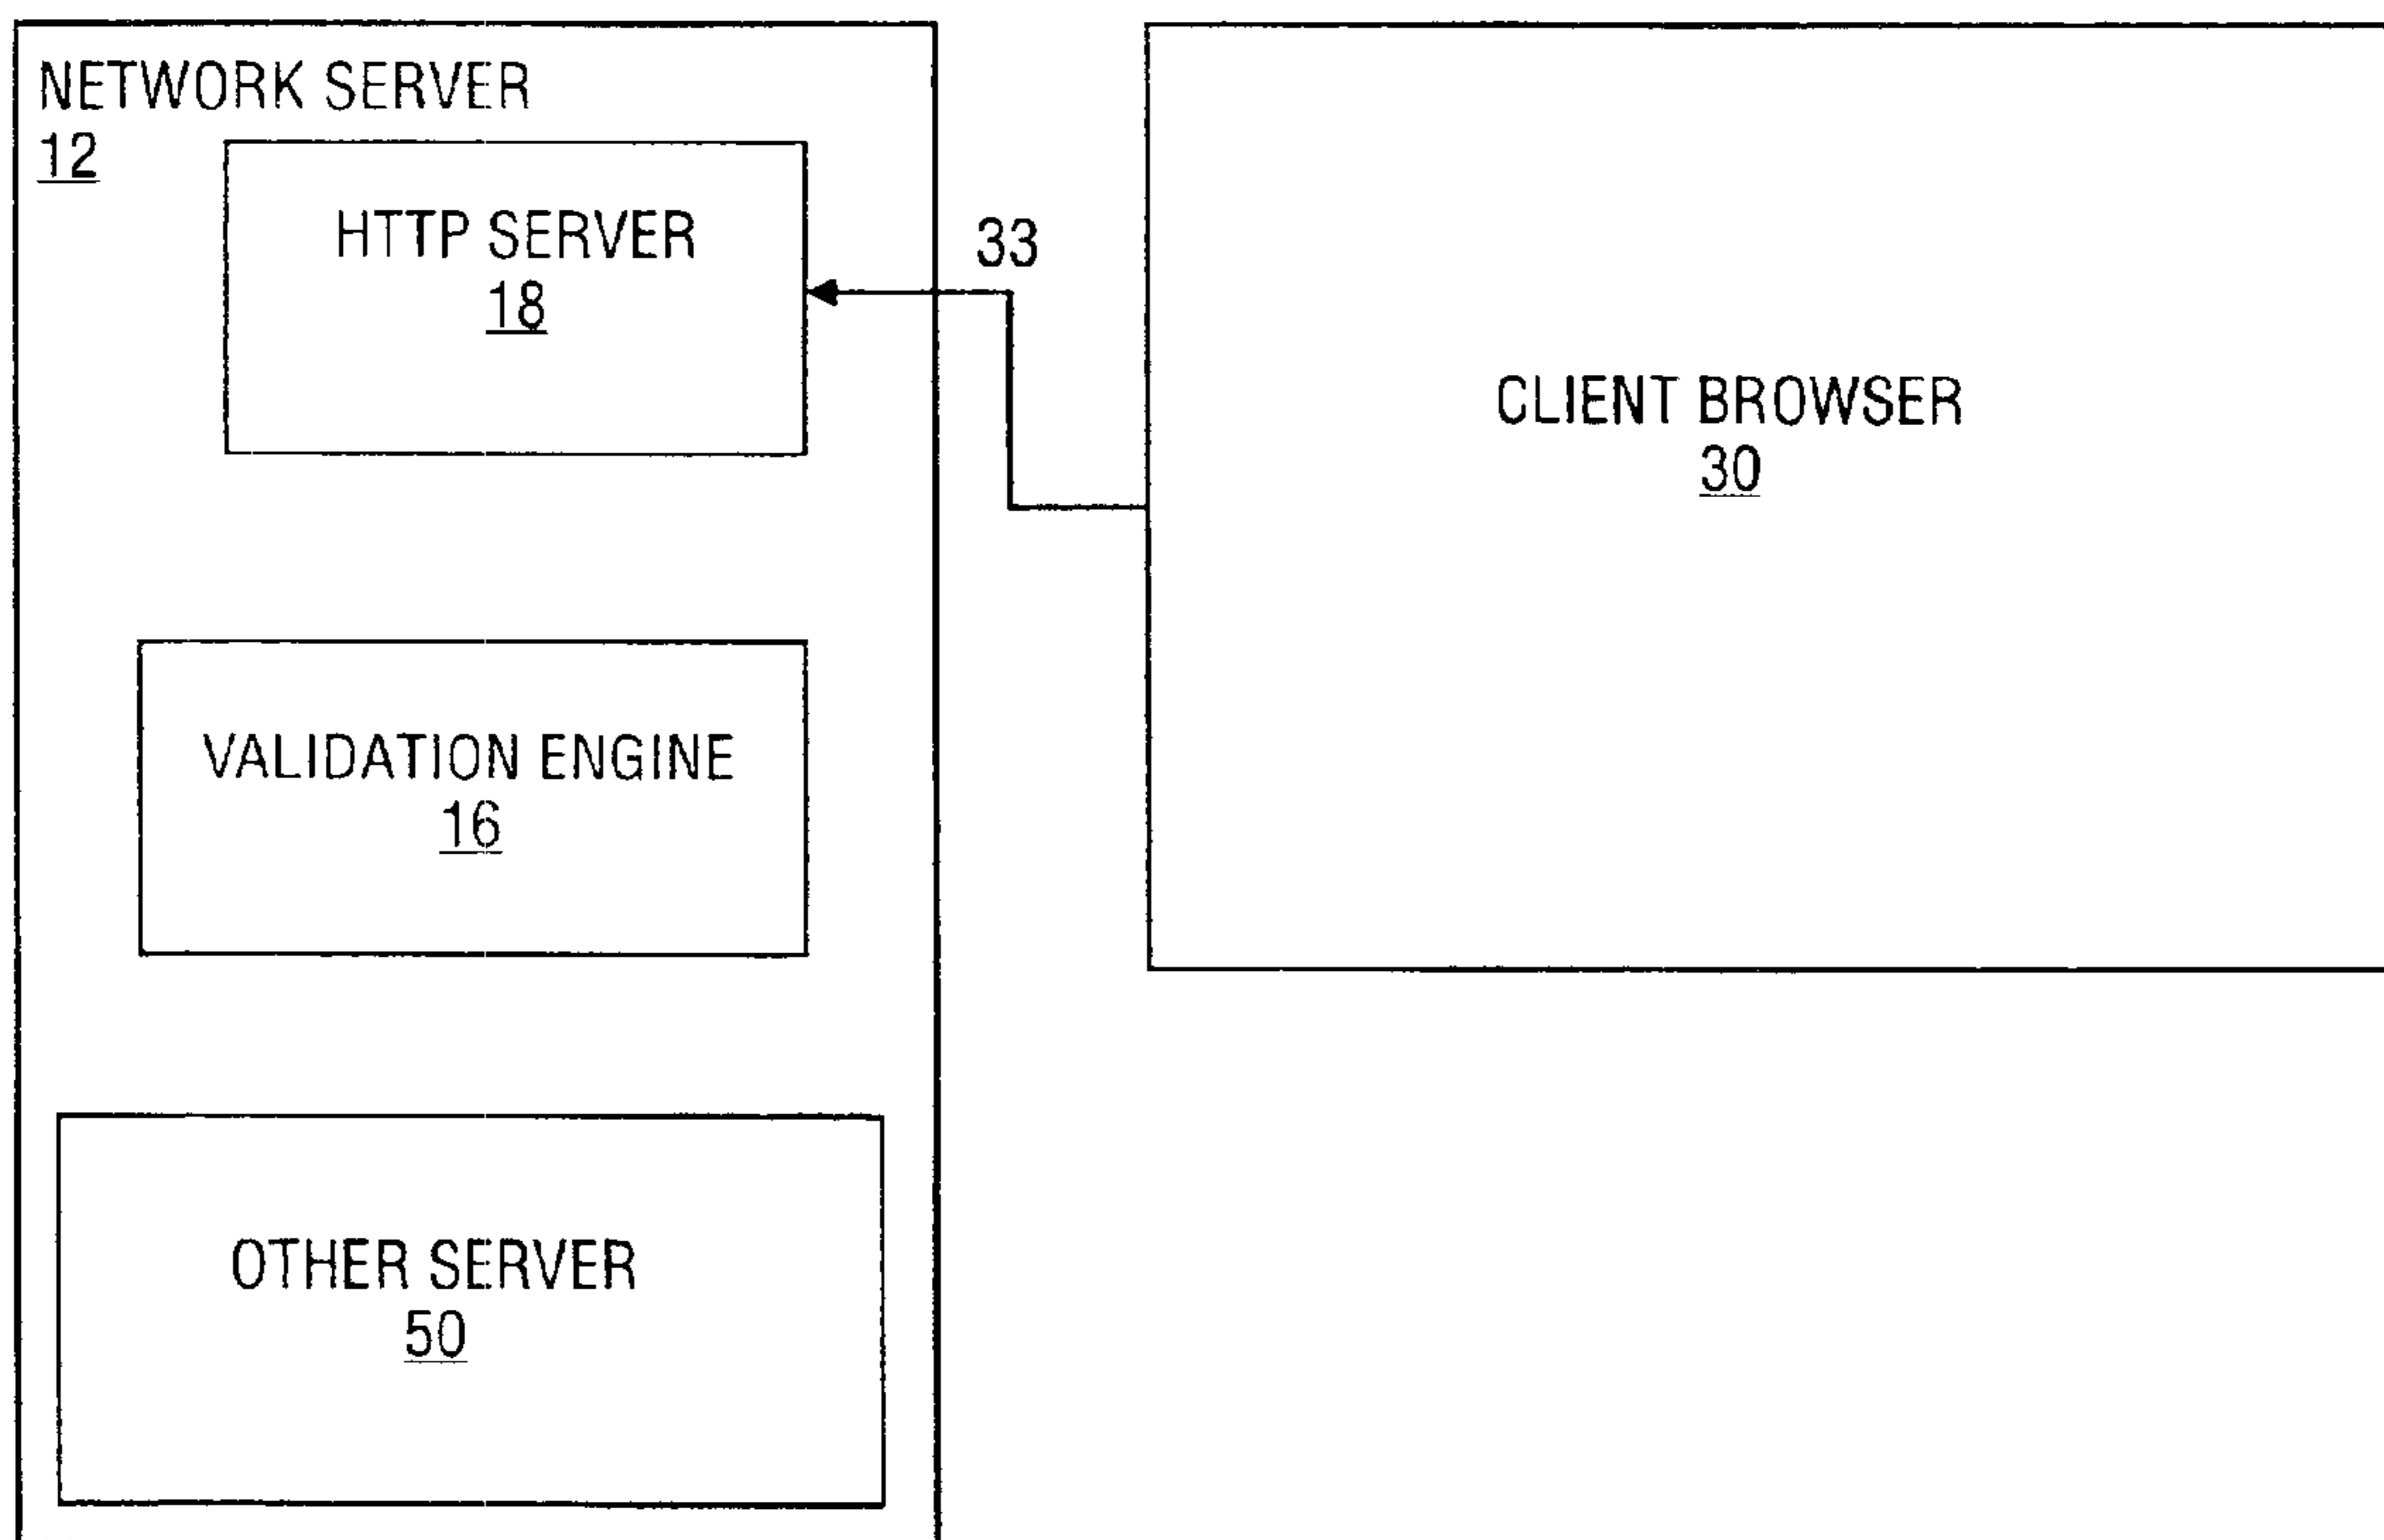 NETWORK SERVER
12
HTTP SERVER
18
33
CLIENT BROWSER
30
VALIDATION ENGINE
16
OTHER SERVER
50